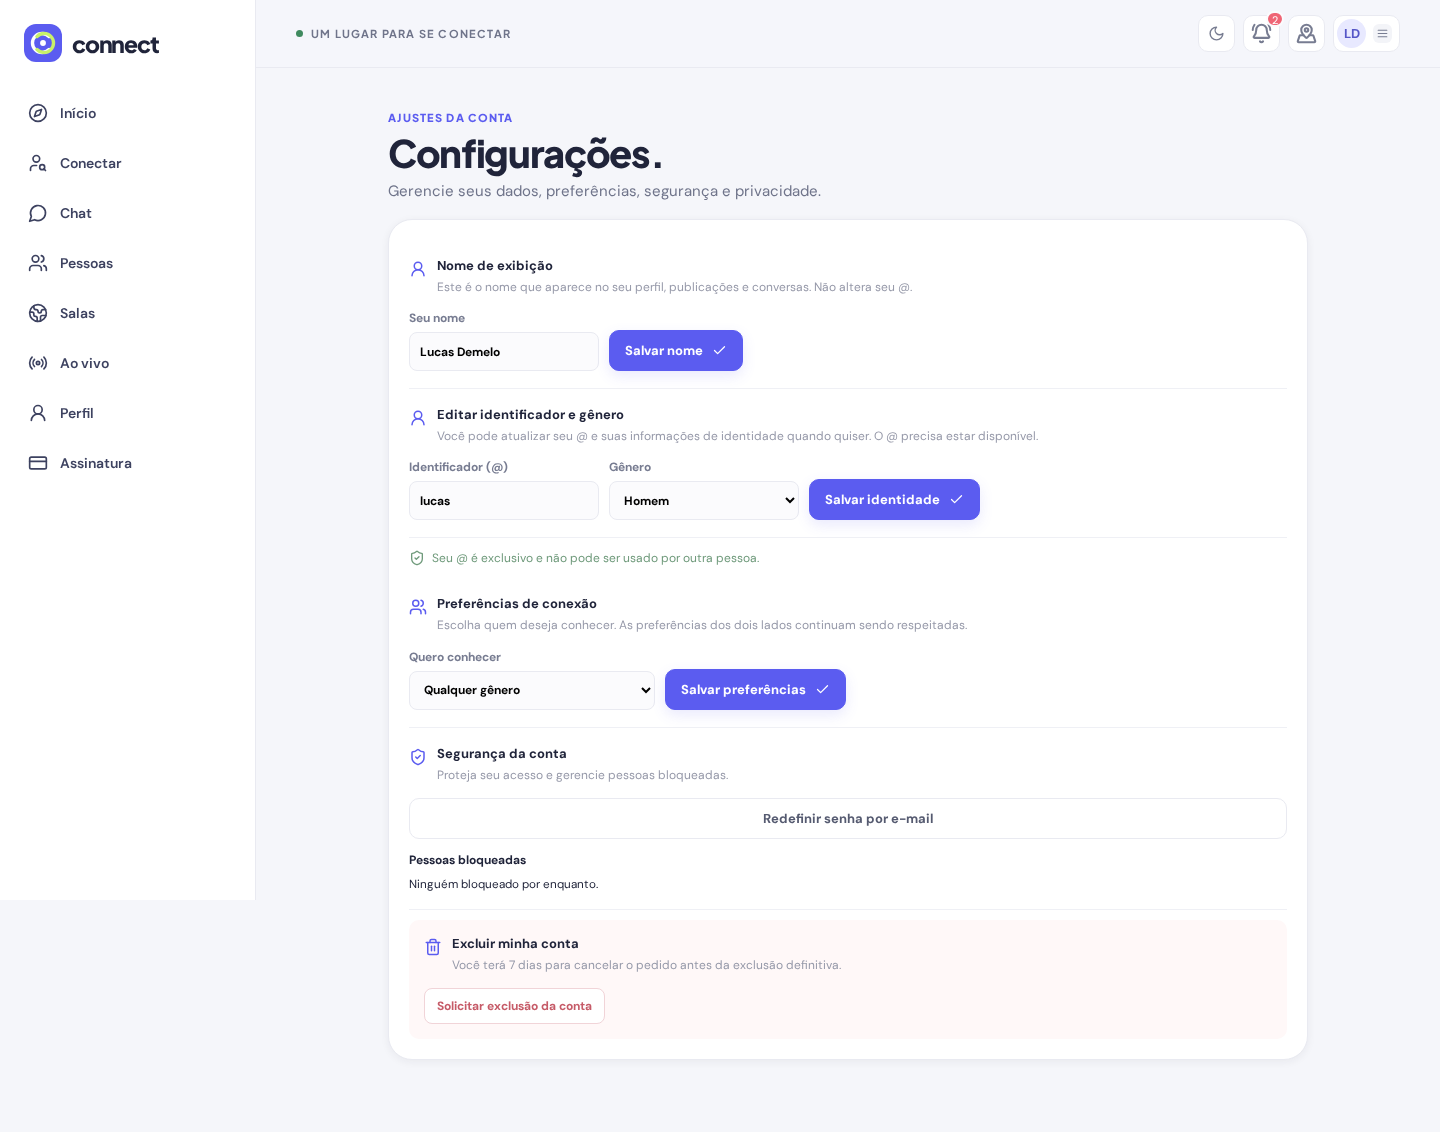 connect
Início
Conectar
Chat
Pessoas
Salas
Ao vivo
Perfil
Assinatura
UM LUGAR PARA SE CONECTAR
2
LD
AJUSTES DA CONTA
Configurações.
Gerencie seus dados, preferências, segurança e privacidade.
Nome de exibição
Este é o nome que aparece no seu perfil, publicações e conversas. Não altera seu @.
Seu nome
Lucas Demelo
Salvar nome
Editar identificador e gênero
Você pode atualizar seu @ e suas informações de identidade quando quiser. O @ precisa estar disponível.
Identificador (@) Gênero
lucas Homem Salvar identidade
Seu @ é exclusivo e não pode ser usado por outra pessoa.
Preferências de conexão
Escolha quem deseja conhecer. As preferências dos dois lados continuam sendo respeitadas.
Quero conhecer
Qualquer gênero Salvar preferências
Segurança da conta
Proteja seu acesso e gerencie pessoas bloqueadas.
Redefinir senha por e-mail
Pessoas bloqueadas
Ninguém bloqueado por enquanto.
Excluir minha conta
Você terá 7 dias para cancelar o pedido antes da exclusão definitiva.
Solicitar exclusão da conta